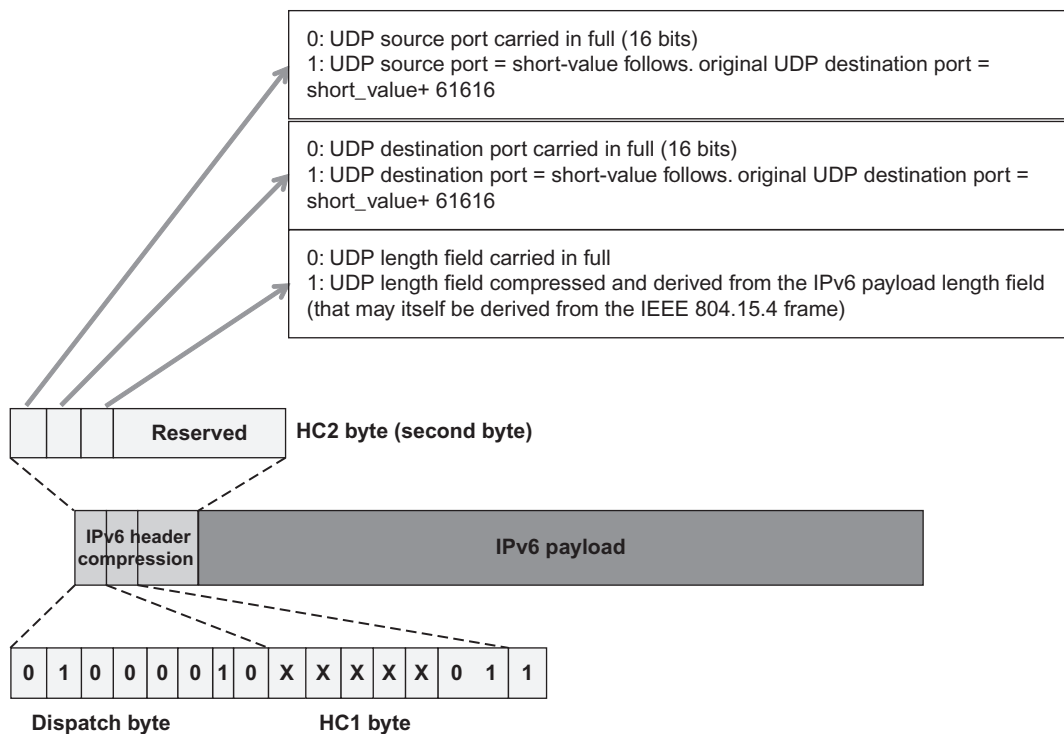 0: UDP source port carried in full (16 bits)
1: UDP source port = short-value follows. original UDP destination port =
short_value+ 61616
0: UDP destination port carried in full (16 bits)
1: UDP destination port = short-value follows. original UDP destination port =
short_value+ 61616
0: UDP length field carried in full
1: UDP length field compressed and derived from the IPv6 payload length field
(that may itself be derived from the IEEE 804.15.4 frame)
Reserved
HC2 byte (second byte)
IPv6 header
compression
IPv6 payload
0 1 0 0 0 0 1 0 X X X X X 0 1 1
Dispatch byte
HC1 byte